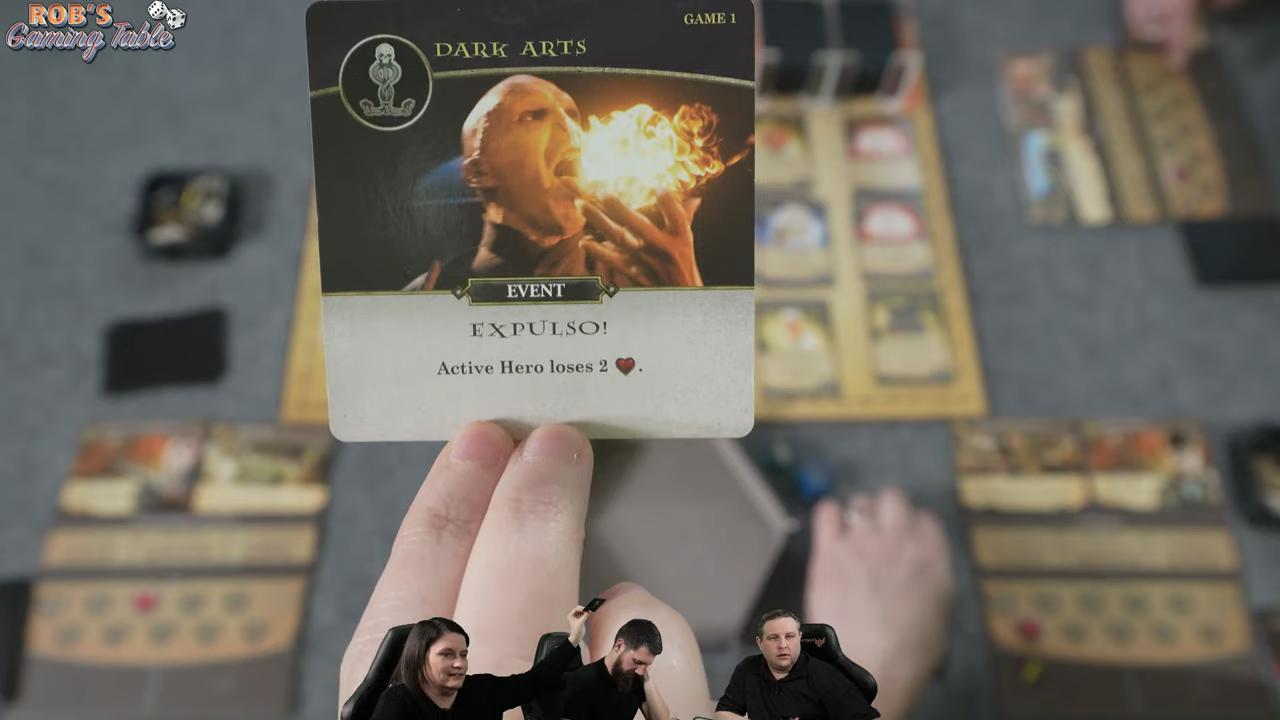 ROB'S
Gaming Table
GAME 1
DARK ARTS
EVENT
EXPULSO!
Active Hero loses 2 .